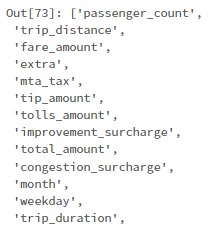 Out[73]: ['passenger_count',
'trip_distance',
'fare_amount',
'extra',
'mta_tax',
'tip_amount',
'tolls_amount',
'improvement_surcharge',
'total_amount',
'congestion_surcharge',
'month',
'weekday',
'trip_duration',